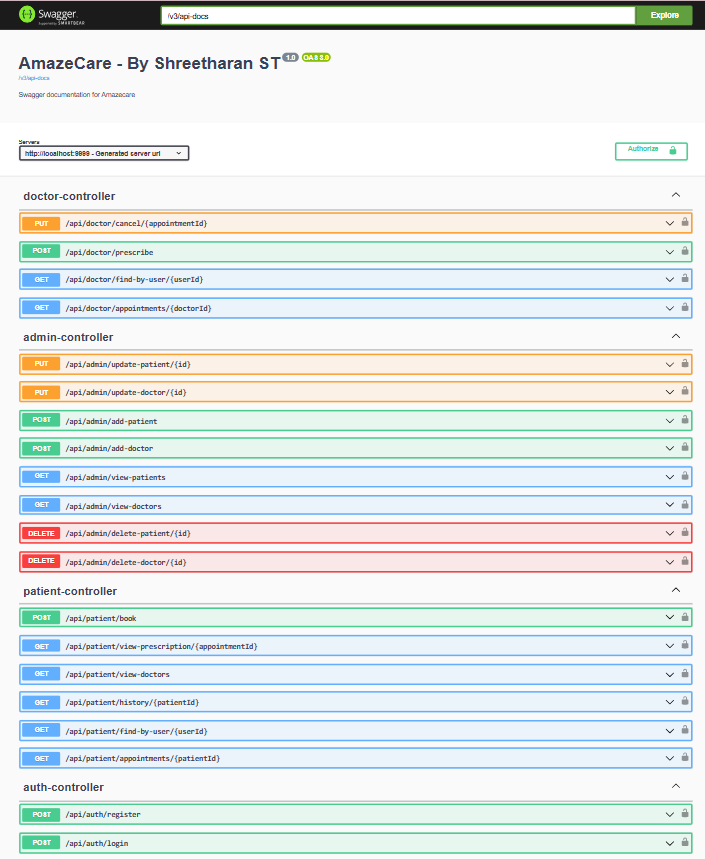 Swagger
Supported by SMARTBEAR
/v3/api-docs
Explore
AmazeCare - By Shreetharan ST 1.0 OAS 3.0
/v3/api-docs
Swagger documentation for Amazecare
Servers
http://localhost:9999 - Generated server url
Authorize
doctor-controller
PUT /api/doctor/cancel/{appointmentId}
POST /api/doctor/prescribe
GET /api/doctor/find-by-user/{userId}
GET /api/doctor/appointments/{doctorId}
admin-controller
PUT /api/admin/update-patient/{id}
PUT /api/admin/update-doctor/{id}
POST /api/admin/add-patient
POST /api/admin/add-doctor
GET /api/admin/view-patients
GET /api/admin/view-doctors
DELETE /api/admin/delete-patient/{id}
DELETE /api/admin/delete-doctor/{id}
patient-controller
POST /api/patient/book
GET /api/patient/view-prescription/{appointmentId}
GET /api/patient/view-doctors
GET /api/patient/history/{patientId}
GET /api/patient/find-by-user/{userId}
GET /api/patient/appointments/{patientId}
auth-controller
POST /api/auth/register
POST /api/auth/login